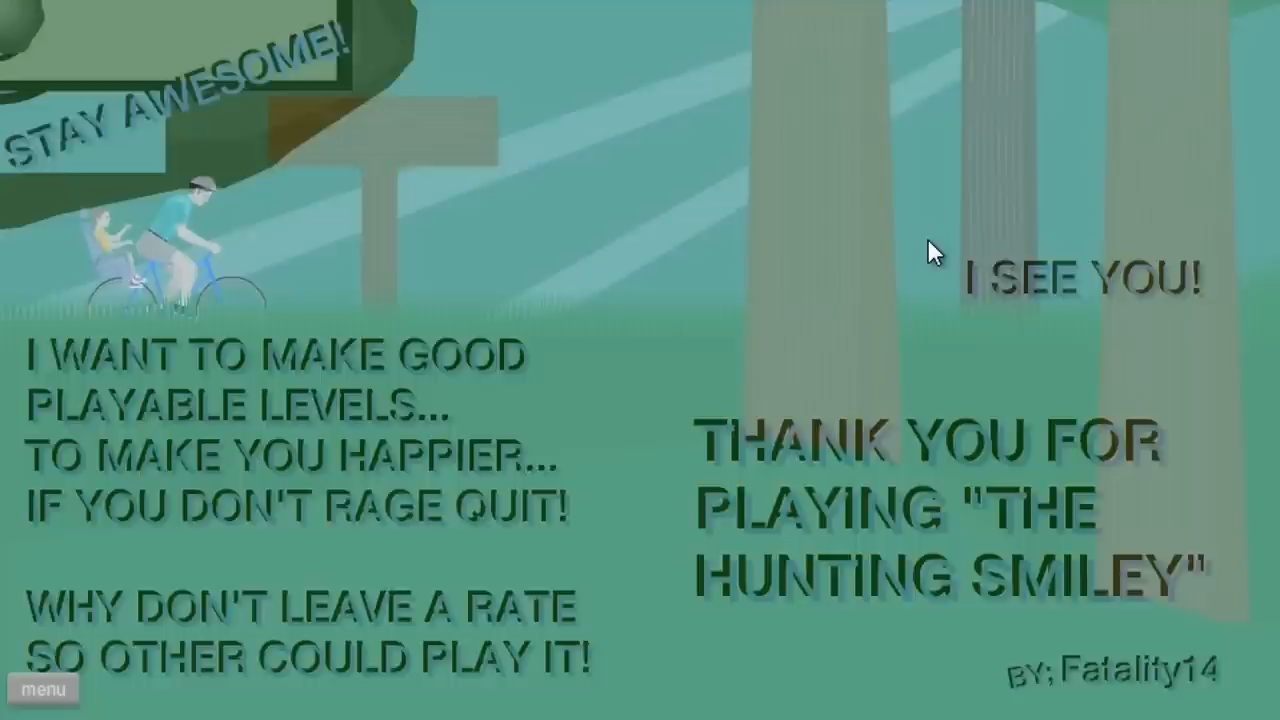 STAY AWESOME!
I SEE YOU!
I WANT TO MAKE GOOD
PLAYABLE LEVELS...
TO MAKE YOU HAPPIER...
IF YOU DON'T RAGE QUIT!
WHY DON'T LEAVE A RATE
SO OTHER COULD PLAY IT!
THANK YOU FOR
PLAYING "THE
HUNTING SMILEY"
BY; Fatality14
menu